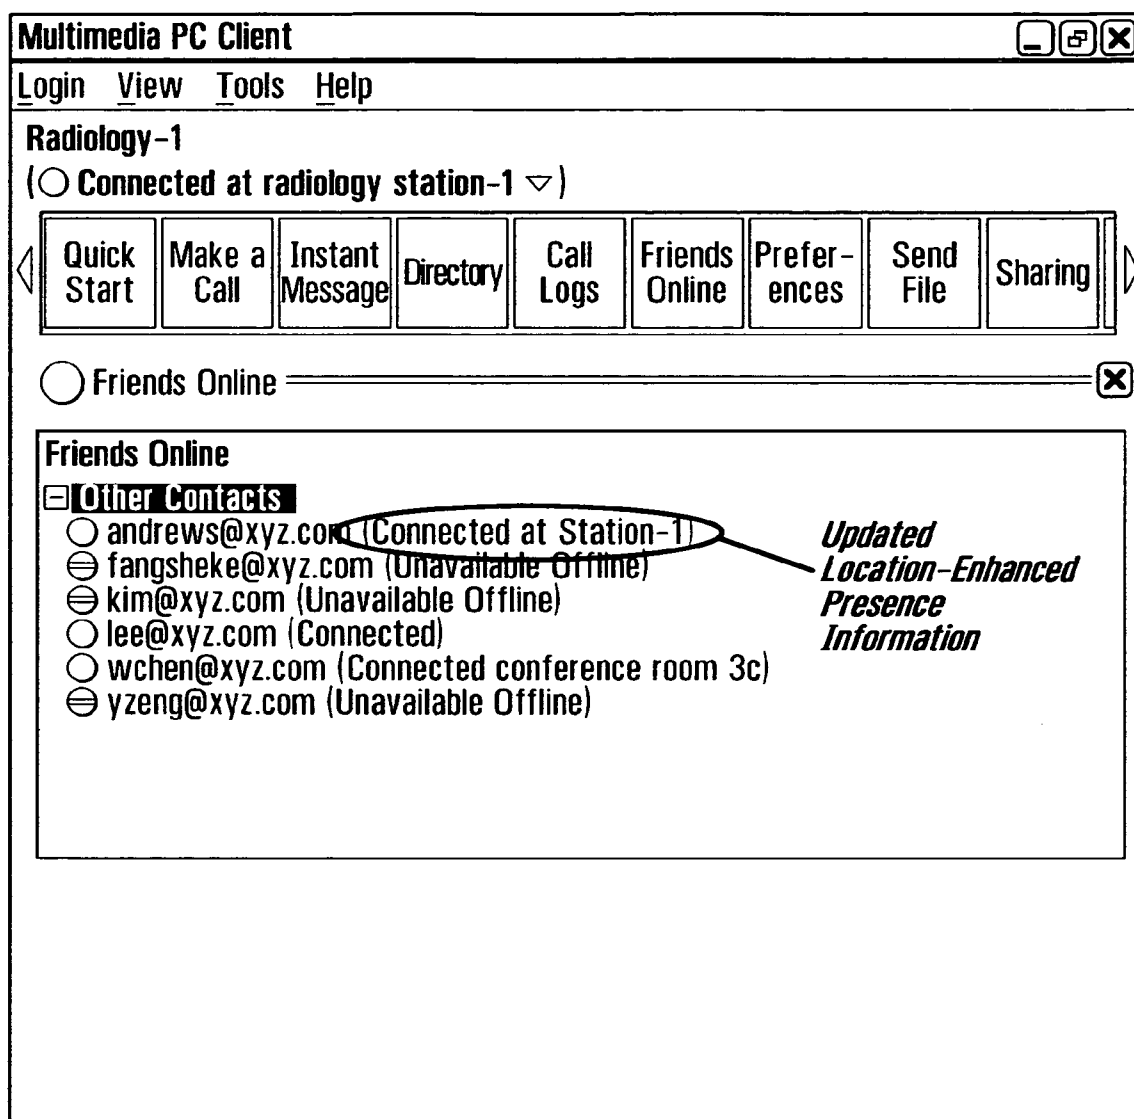 Multimedia PC Client
Login View Tools Help
Radiology-1
(Connected at radiology station-1)
Quick Start
Make a Call
Instant Message
Directory
Call Logs
Friends Online
Prefer-ences
Send File
Sharing
Friends Online
Friends Online
Other Contacts
andrews@xyz.com (Connected at Station-1)
fangsheke@xyz.com (Unavailable Offline)
kim@xyz.com (Unavailable Offline)
lee@xyz.com (Connected)
wchen@xyz.com (Connected conference room 3c)
yzeng@xyz.com (Unavailable Offline)
Updated
Location-Enhanced
Presence
Information